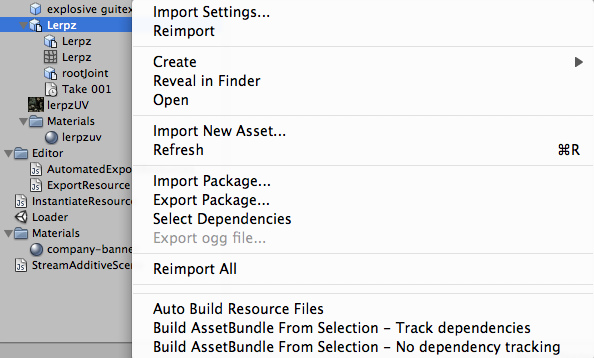 explosive guitex
Lerpz
Lerpz
Lerpz
rootJoint
Take 001
lerpzUV
Materials
lerpzuv
Editor
AutomatedExpo
ExportResource
InstantiateResourc
Loader
Materials
company-banne
StreamAdditiveScen
Import Settings...
Reimport
Create
Reveal in Finder
Open
Import New Asset...
Refresh ⌘R
Import Package...
Export Package...
Select Dependencies
Export ogg file...
Reimport All
Auto Build Resource Files
Build AssetBundle From Selection - Track dependencies
Build AssetBundle From Selection - No dependency tracking